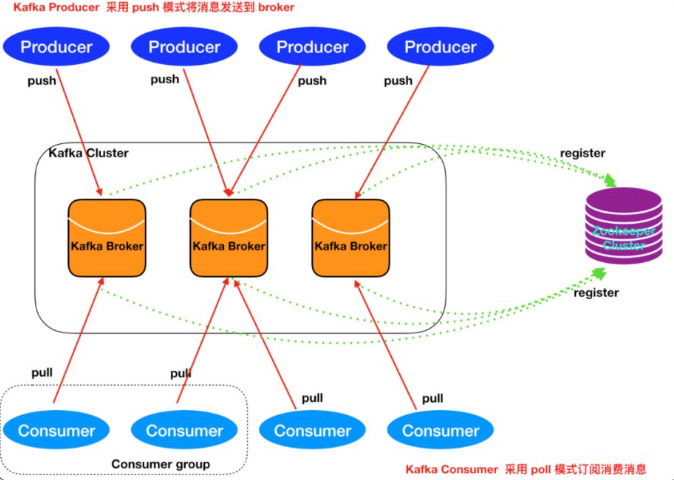 Kafka Producer 采用 push 模式将消息发送到 broker
Producer Producer Producer Producer
push push push push
Kafka Cluster register
Kafka Broker Kafka Broker Kafka Broker
Zookeeper
Cluster
register
pull pull pull pull
Consumer Consumer Consumer Consumer
Consumer group
Kafka Consumer 采用 poll 模式订阅消费消息